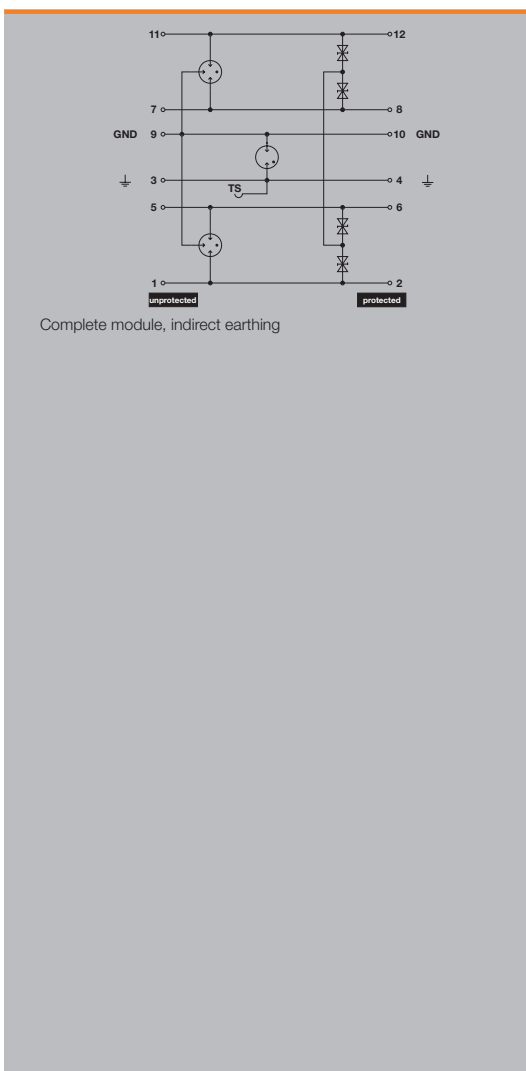 11 12
7 8
GND 9 10 GND
3 4
TS
5 6
1 2
unprotected protected
Complete module, indirect earthing